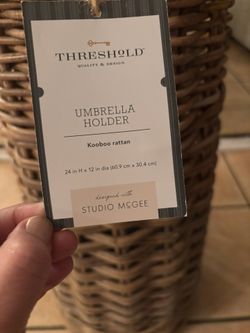 THRESHOLD
QUALITY & DESIGN
UMBRELLA
HOLDER
Kooboo rattan
24 in H x 12 in dia (60.9 cm x 30.4 cm)
designed with
STUDIO McGEE